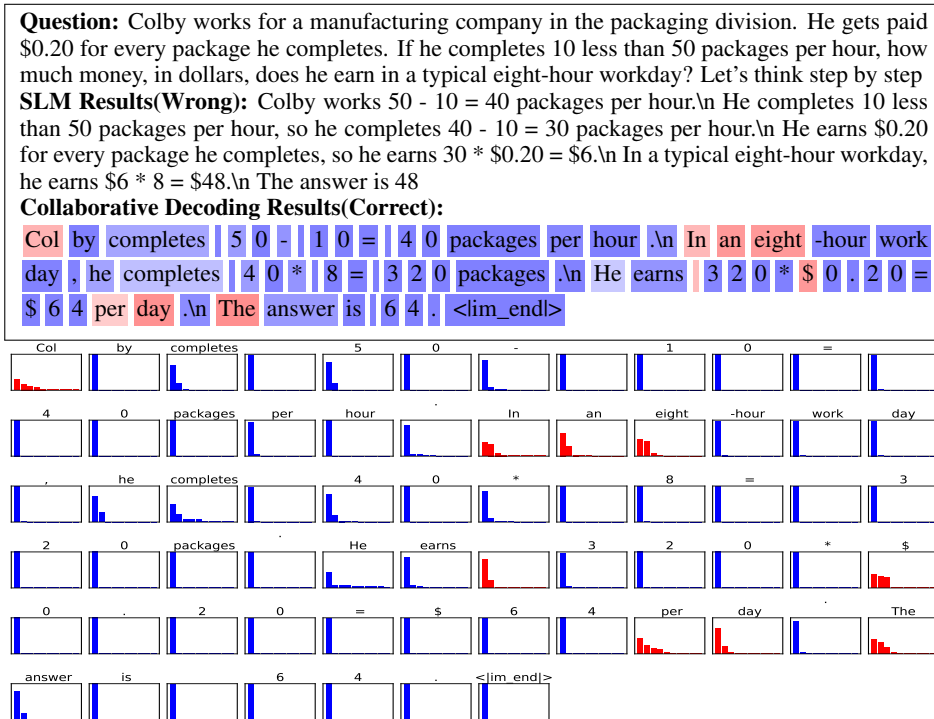 Question: Colby works for a manufacturing company in the packaging division. He gets paid
$0.20 for every package he completes. If he completes 10 less than 50 packages per hour, how
much money, in dollars, does he earn in a typical eight-hour workday? Let's think step by step
SLM Results(Wrong): Colby works 50 - 10 = 40 packages per hour.\n He completes 10 less
than 50 packages per hour, so he completes 40 - 10 = 30 packages per hour.\n He earns $0.20
for every package he completes, so he earns 30 * $0.20 = $6.\n In a typical eight-hour workday,
he earns $6 * 8 = $48.\n The answer is 48
Collaborative Decoding Results(Correct):
Col by completes 5 0 - 1 0 = 4 0 packages per hour .\n In an eight -hour work
day , he completes 4 0 * 8 = 3 2 0 packages .\n He earns 3 2 0 * $ 0 . 2 0 =
$ 6 4 per day .\n The answer is 6 4 . <|im_end|>
Col by completes 5 0 - 1 0 =
4 0 packages per hour . In an eight -hour work day
, he completes 4 0 * 8 = 3
2 0 packages . He earns 3 2 0 * $
0 . 2 0 = $ 6 4 per day . The
answer is 6 4 . <|im_end|>